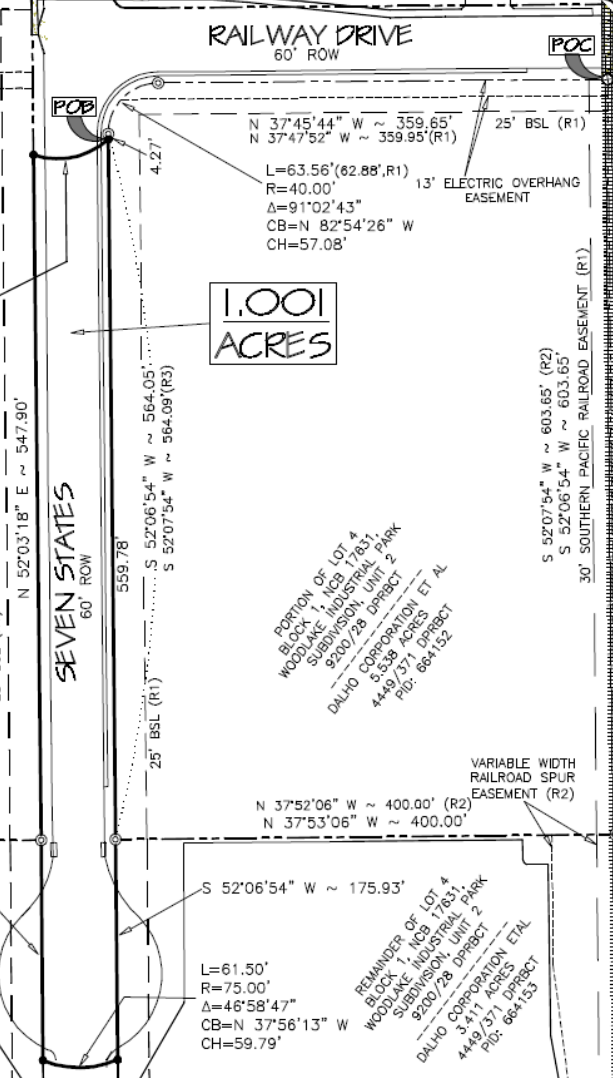 RAILWAY DRIVE
60' ROW
POC
POB
N 37°45'44" W ~ 359.65'
N 37°47'52" W ~ 359.95'(R1)
25' BSL (R1)
4.27'
L=63.56'(62.88',R1)
R=40.00'
Δ=91°02'43"
CB=N 82°54'26" W
CH=57.08'
13' ELECTRIC OVERHANG
EASEMENT
1.001
ACRES
N 52°03'18" E ~ 547.90'
SEVEN STATES
60' ROW
559.78'
S 52°06'54" W ~ 564.05'
S 52°07'54" W ~ 564.09'(R3)
25' BSL (R1)
S 52°07'54" W ~ 603.65' (R2)
S 52°06'54" W ~ 603.65'
30' SOUTHERN PACIFIC RAILROAD EASEMENT (R1)
PORTION OF LOT 4
BLOCK 1, NCB 17631,
WOODLAKE INDUSTRIAL PARK
SUBDIVISION, UNIT 2
9200/28 DPRBCT
DALHO CORPORATION ET AL
5.538 ACRES
4449/371 DPRBCT
PID: 664152
VARIABLE WIDTH
RAILROAD SPUR
EASEMENT (R2)
N 37°52'06" W ~ 400.00' (R2)
N 37°53'06" W ~ 400.00'
S 52°06'54" W ~ 175.93'
L=61.50'
R=75.00'
Δ=46°58'47"
CB=N 37°56'13" W
CH=59.79'
REMAINDER OF LOT 4
BLOCK 1, NCB 17631,
WOODLAKE INDUSTRIAL PARK
SUBDIVISION, UNIT 2
9200/28 DPRBCT
DALHO CORPORATION ETAL
3.411 ACRES
4449/371 DPRBCT
PID: 664153